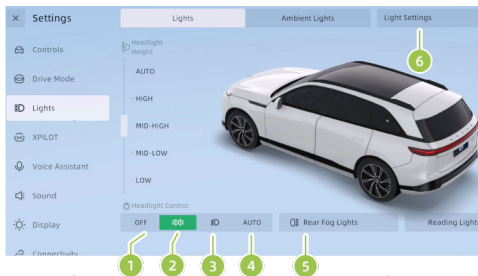 × Settings
Lights
Ambient Lights
Light Settings
Controls
Drive Mode
Lights
XPILOT
Voice Assistant
Sound
Display
Connectivity
Headlight
Height
AUTO
HIGH
MID-HIGH
MID-LOW
LOW
Headlight Control
OFF
AUTO
Rear Fog Lights
Reading Lights
1
2
3
4
5
6